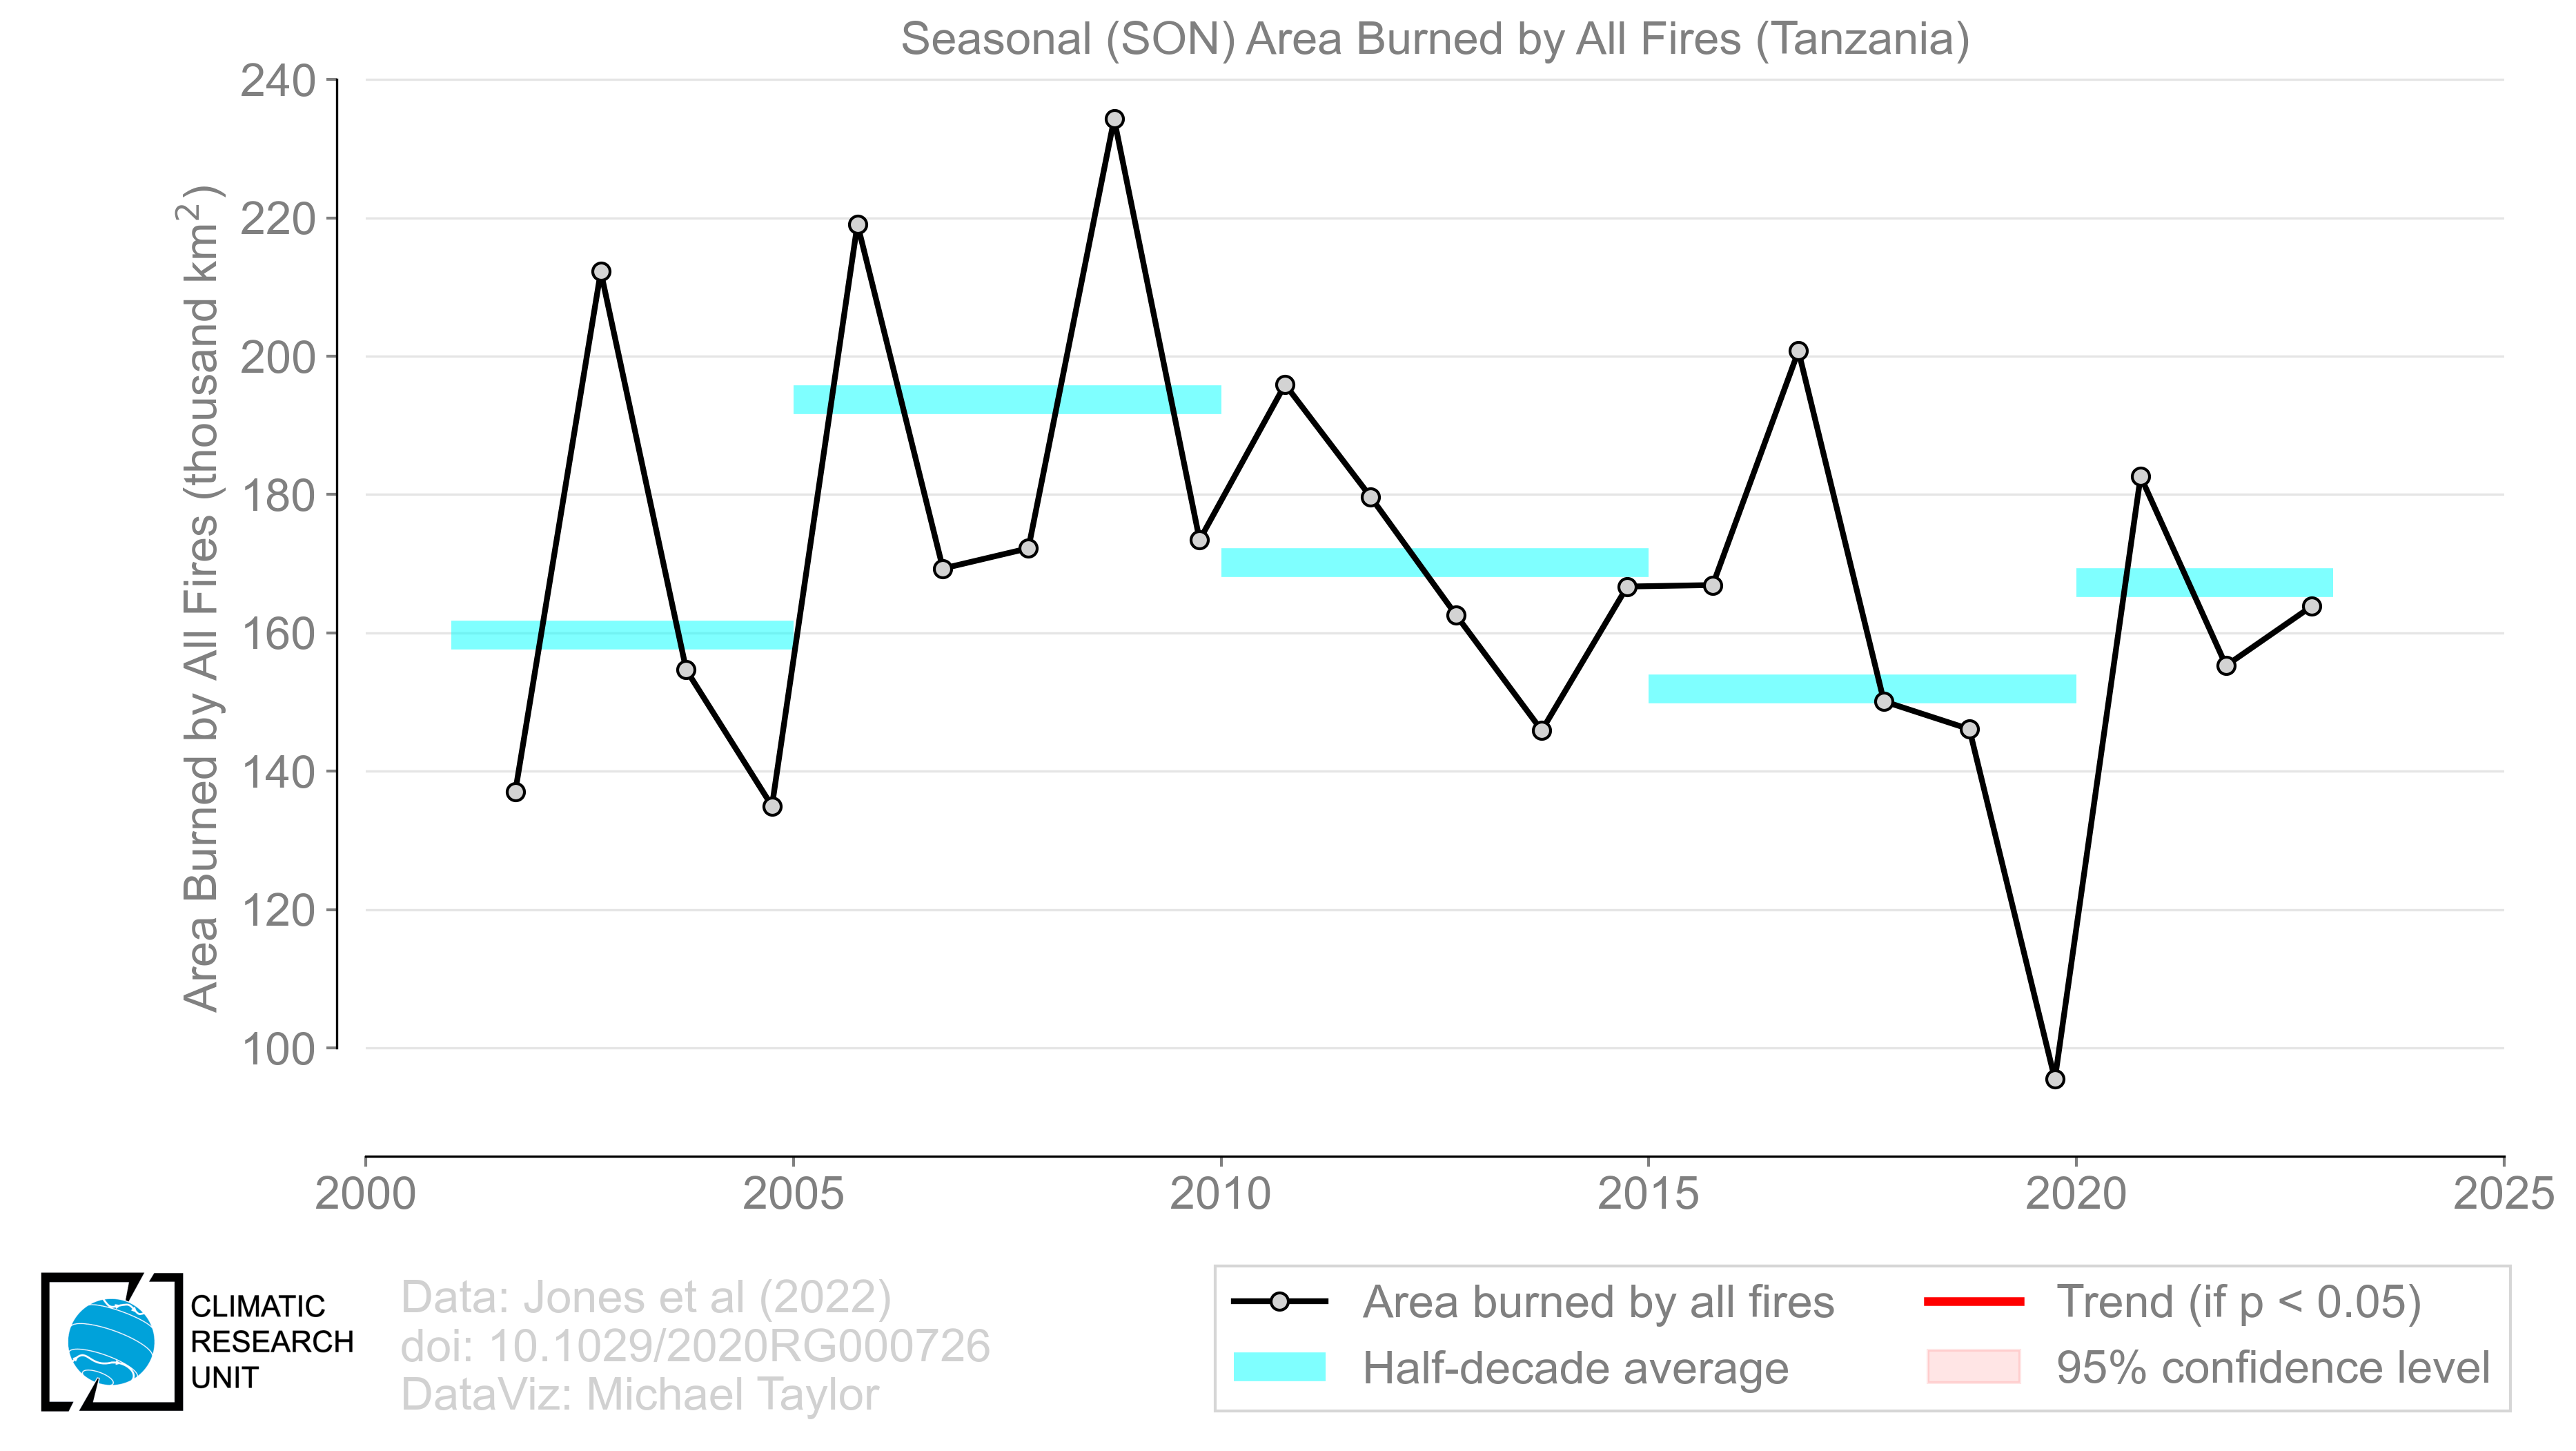 Seasonal (SON) Area Burned by All Fires (Tanzania)
Area Burned by All Fires (thousand km²)
240
220
200
180
160
140
120
100
2000 2005 2010 2015 2020 2025
CLIMATIC
RESEARCH
UNIT
Data: Jones et al (2022)
doi: 10.1029/2020RG000726
DataViz: Michael Taylor
Area burned by all fires
Half-decade average
Trend (if p < 0.05)
95% confidence level